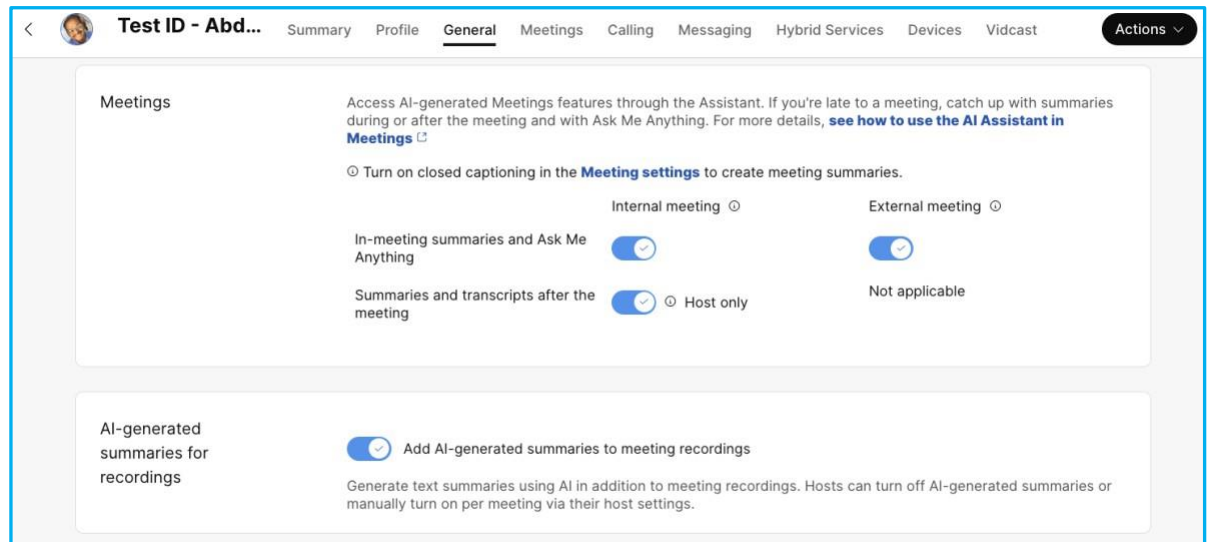 Test ID - Abd...
Summary Profile General Meetings Calling Messaging Hybrid Services Devices Vidcast
Actions
Meetings
Access AI-generated Meetings features through the Assistant. If you're late to a meeting, catch up with summaries
during or after the meeting and with Ask Me Anything. For more details, see how to use the AI Assistant in
Meetings
Turn on closed captioning in the Meeting settings to create meeting summaries.
Internal meeting
External meeting
In-meeting summaries and Ask Me
Anything
Summaries and transcripts after the
meeting
Host only
Not applicable
AI-generated
summaries for
recordings
Add AI-generated summaries to meeting recordings
Generate text summaries using AI in addition to meeting recordings. Hosts can turn off AI-generated summaries or
manually turn on per meeting via their host settings.